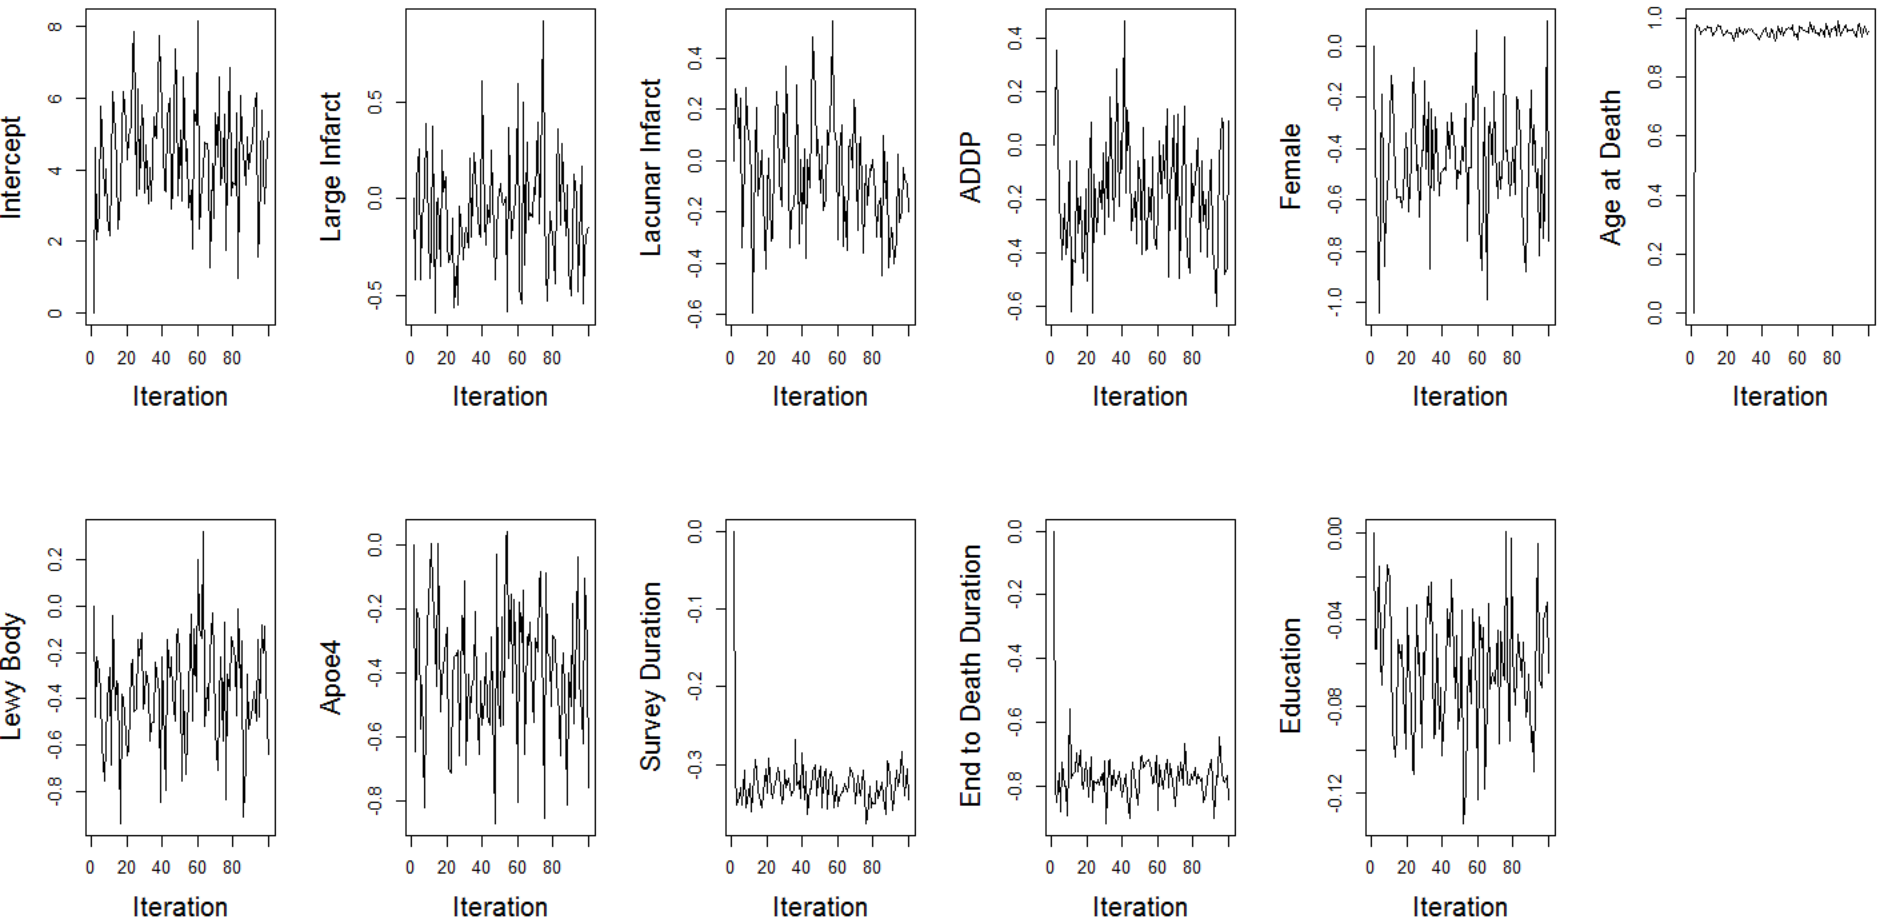 Intercept
8
6
4
2
0
0 20 40 60 80
Iteration
Large Infarct
0.5
0.0
-0.5
0 20 40 60 80
Iteration
Lacunar Infarct
0.4
0.2
0.0
-0.2
-0.4
-0.6
0 20 40 60 80
Iteration
ADDP
0.4
0.2
0.0
-0.2
-0.4
-0.6
0 20 40 60 80
Iteration
Female
0.0
-0.2
-0.4
-0.6
-0.8
-1.0
0 20 40 60 80
Iteration
Age at Death
1.0
0.8
0.6
0.4
0.2
0.0
0 20 40 60 80
Iteration
Lewy Body
0.2
0.0
-0.2
-0.4
-0.6
-0.8
0 20 40 60 80
Iteration
Apoe4
0.0
-0.2
-0.4
-0.6
-0.8
0 20 40 60 80
Iteration
Survey Duration
0.0
-0.1
-0.2
-0.3
0 20 40 60 80
Iteration
End to Death Duration
0.0
-0.2
-0.4
-0.6
-0.8
0 20 40 60 80
Iteration
Education
0.00
-0.04
-0.08
-0.12
0 20 40 60 80
Iteration